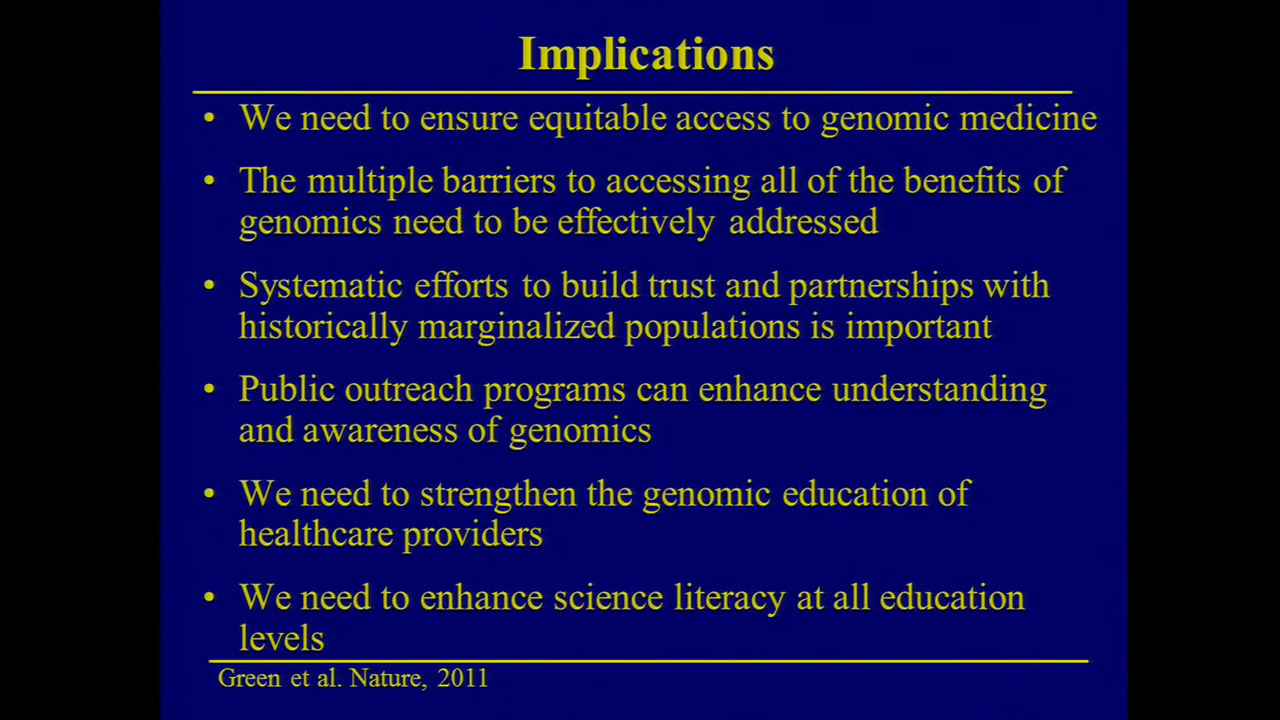 Implications
• We need to ensure equitable access to genomic medicine
• The multiple barriers to accessing all of the benefits of
genomics need to be effectively addressed
• Systematic efforts to build trust and partnerships with
historically marginalized populations is important
• Public outreach programs can enhance understanding
and awareness of genomics
• We need to strengthen the genomic education of
healthcare providers
• We need to enhance science literacy at all education
levels
Green et al. Nature, 2011